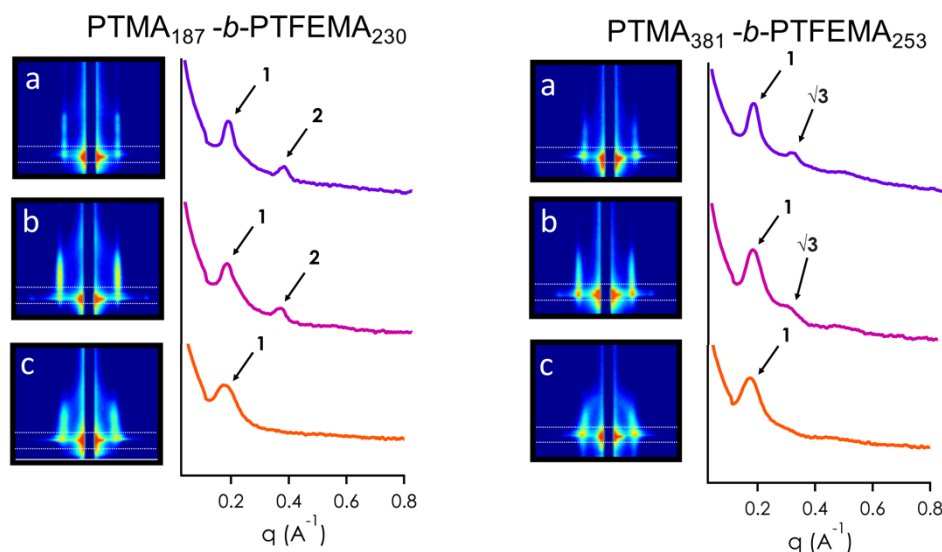 PTMA₁₈₇ -b-PTFEMA₂₃₀
a
1
2
b
1
2
c
1
0.2 0.4 0.6 0.8
q (A⁻¹)
PTMA₃₈₁ -b-PTFEMA₂₅₃
a
1
√3
b
1
√3
c
1
0.2 0.4 0.6 0.8
q (A⁻¹)